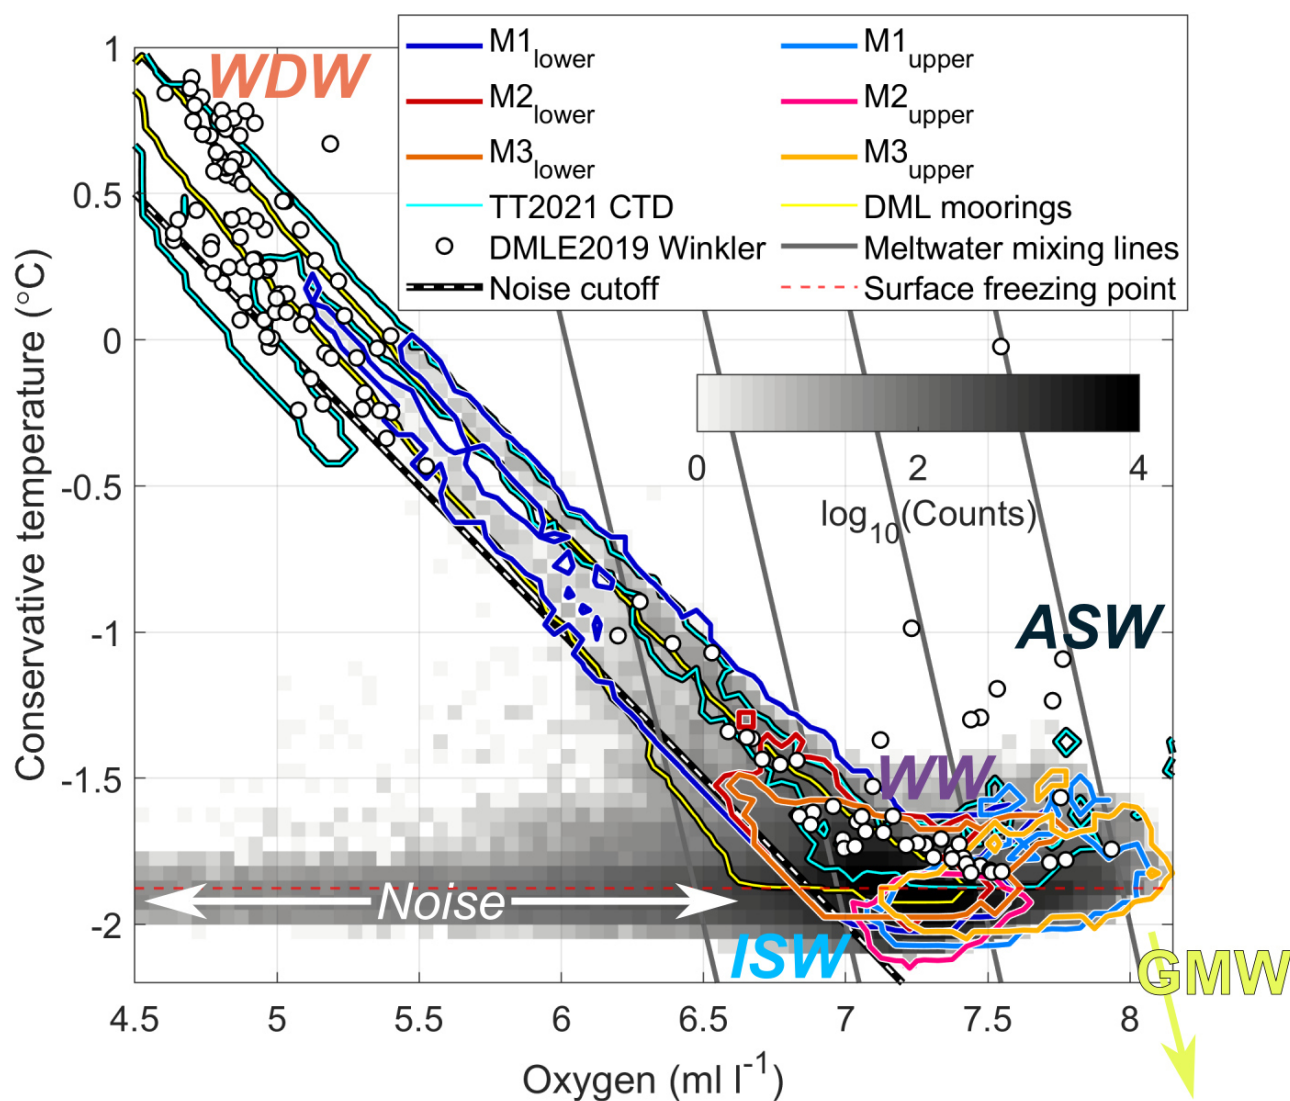 WDW
M1lower
M1upper
M2lower
M2upper
M3lower
M3upper
TT2021 CTD
DML moorings
DMLE2019 Winkler
Meltwater mixing lines
Noise cutoff
Surface freezing point
1
0.5
0
-0.5
-1
-1.5
-2
Conservative temperature (°C)
0
2
4
log10(Counts)
ASW
WW
Noise
ISW
GMW
4.5
5
5.5
6
6.5
7
7.5
8
Oxygen (ml l-1)